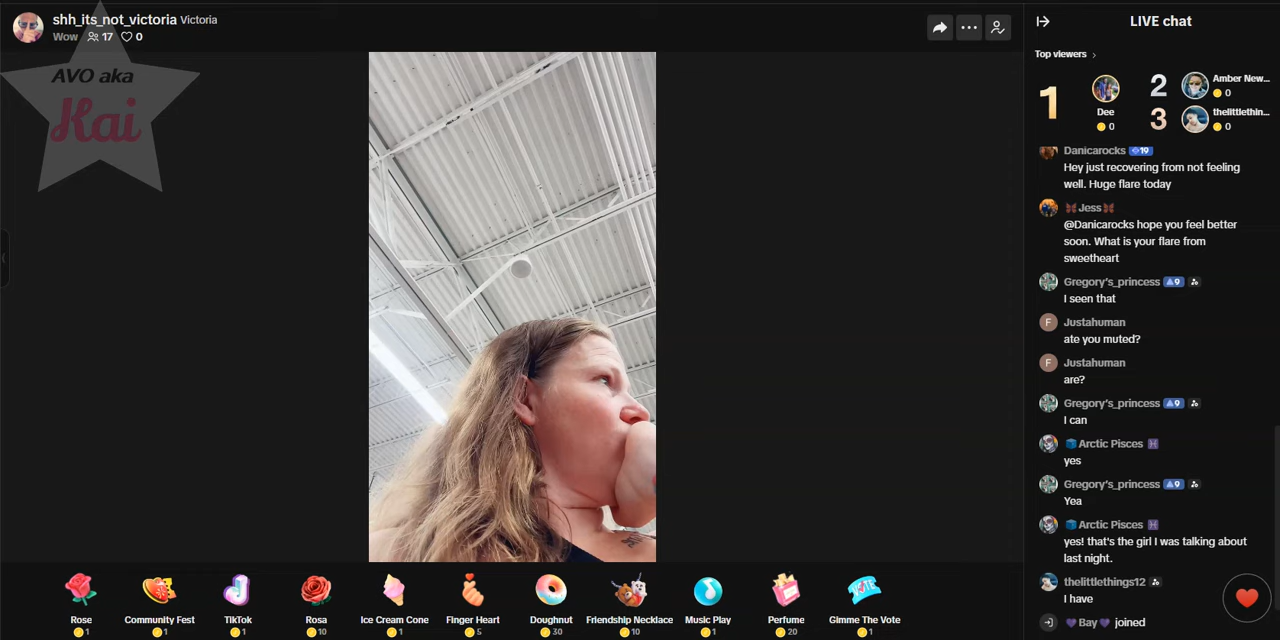 shh_its_not_victoria Victoria
Wow 17 0
AVO aka
Kai
LIVE chat
Top viewers
1
Dee
0
2
Amber New...
0
3
thelittlethin...
0
Danicarocks 19
Hey just recovering from not feeling
well. Huge flare today
Jess
@Danicarocks hope you feel better
soon. What is your flare from
sweetheart
Gregory's_princess 9
I seen that
F Justahuman
ate you muted?
F Justahuman
are?
Gregory's_princess 9
I can
Arctic Pisces H
yes
Gregory's_princess 9
Yea
Arctic Pisces H
yes! that's the girl I was talking about
last night.
thelittlethings12
I have
Bay joined
Rose Community Fest TikTok Rosa Ice Cream Cone Finger Heart Doughnut Friendship Necklace Music Play Perfume Gimme The Vote
1 1 1 10 1 5 30 10 1 20 1